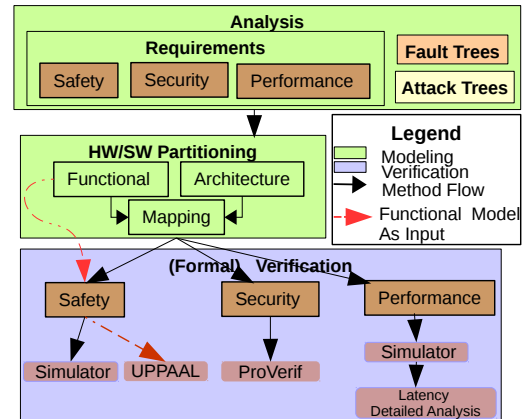 Analysis
Requirements
Safety
Security
Performance
Fault Trees
Attack Trees
HW/SW Partitioning
Functional
Architecture
Mapping
Legend
Modeling
Verification
Method Flow
Functional Model
As Input
(Formal) Verification
Safety
Security
Performance
Simulator
UPPAAL
ProVerif
Simulator
Latency
Detailed Analysis